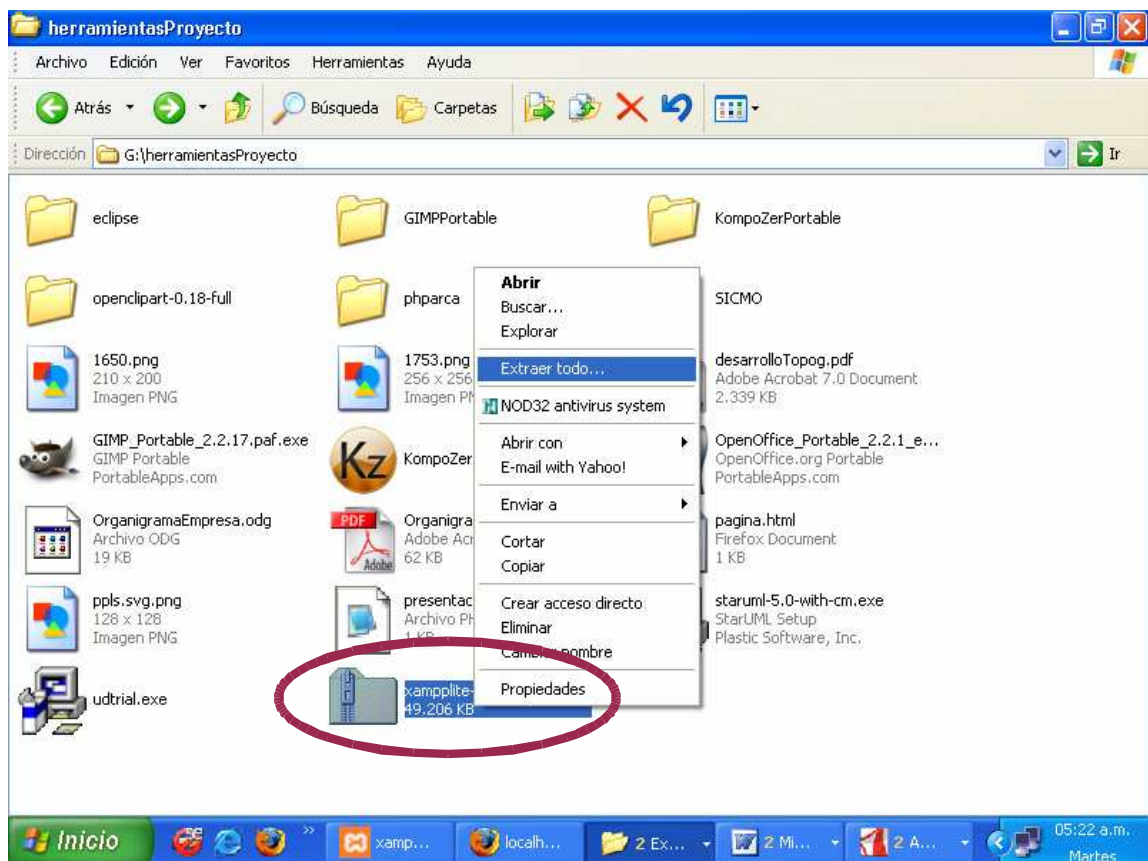 herramientasProyecto
Archivo Edición Ver Favoritos Herramientas Ayuda
Atrás Búsqueda Carpetas
Dirección G:\herramientasProyecto Ir
eclipse
GIMPPortable
KompoZerPortable
openclipart-0.18-full
phparca
SICMO
1650.png
210 x 200
Imagen PNG
1753.png
256 x 256
Imagen
desarrolloTopog.pdf
Adobe Acrobat 7.0 Document
2.339 KB
GIMP_Portable_2.2.17.paf.exe
GIMP Portable
PortableApps.com
Kz
KompoZer
OpenOffice_Portable_2.2.1_e...
OpenOffice.org Portable
PortableApps.com
OrganigramaEmpresa.odg
Archivo ODG
19 KB
PDF
Adobe
Organigra
Adobe Acr
62 KB
pagina.html
Firefox Document
1 KB
ppls.svg.png
128 x 128
Imagen PNG
presentac
Archivo PH
1 KB
staruml-5.0-with-cm.exe
StarUML Setup
Plastic Software, Inc.
udtrial.exe
xampplite-
49.206 KB
Abrir
Buscar...
Explorar
Extraer todo...
NOD32 antivirus system
Abrir con
E-mail with Yahoo!
Enviar a
Cortar
Copiar
Crear acceso directo
Eliminar
Cambiar nombre
Propiedades
Inicio » xamp... localh... 2 Ex... 2 Mi... 2 A... 05:22 a.m.
Martes